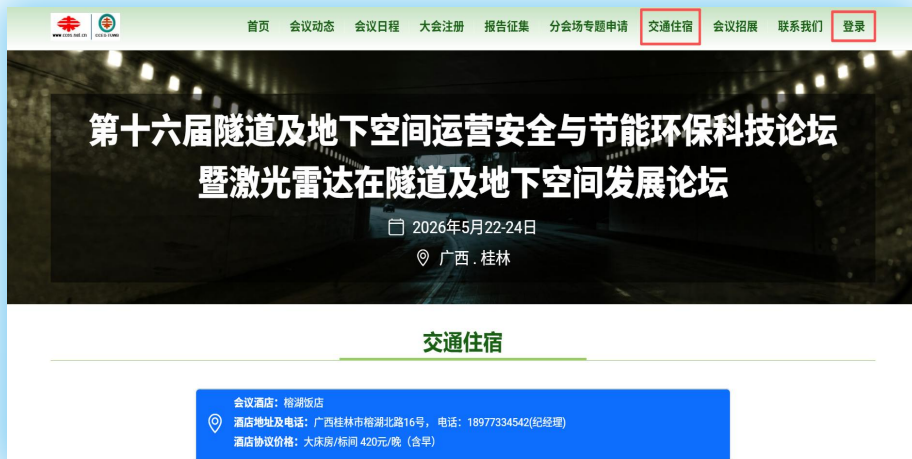 www.cces.net.cn
首页 会议动态 会议日程 大会注册 报告征集 分会场专题申请 交通住宿 会议招展 联系我们 登录
第十六届隧道及地下空间运营安全与节能环保科技论坛
暨激光雷达在隧道及地下空间发展论坛
2026年5月22-24日
广西 . 桂林
交通住宿
会议酒店：榕湖饭店
酒店地址及电话：广西桂林市榕湖北路16号，电话：18977334542(纪经理)
酒店协议价格：大床房/标间 420元/晚（含早）